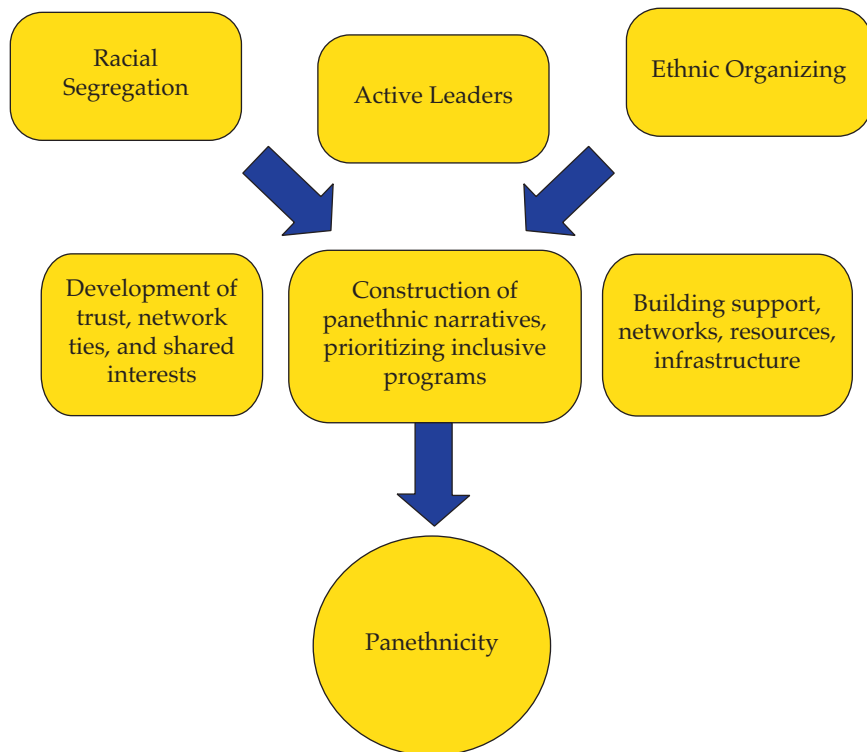 Racial
Segregation
Active Leaders
Ethnic Organizing
Development of
trust, network
ties, and shared
interests
Construction of
panethnic narratives,
prioritizing inclusive
programs
Building support,
networks, resources,
infrastructure
Panethnicity